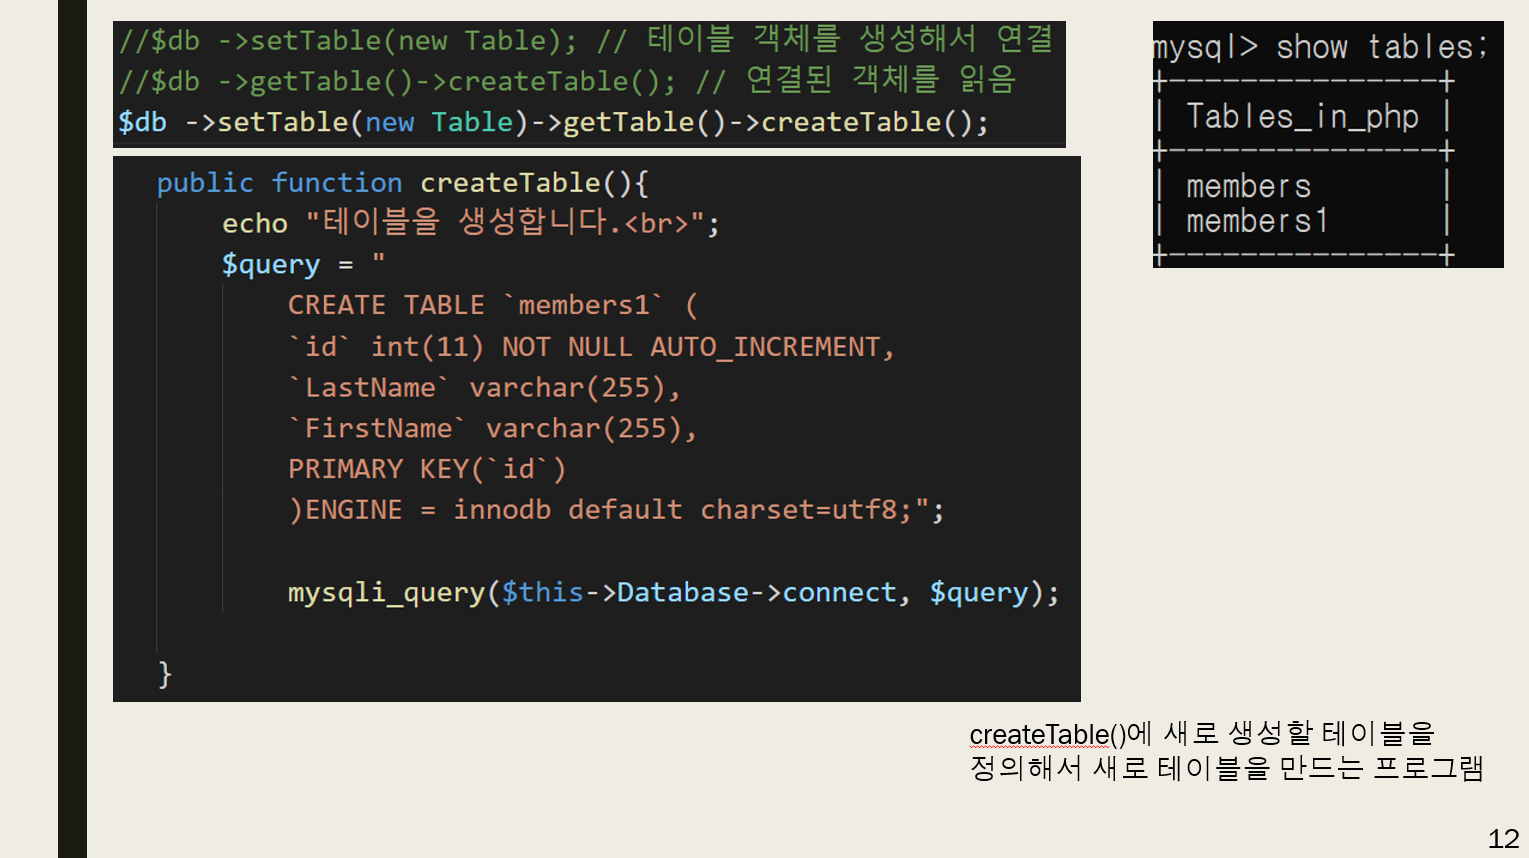 //$db ->setTable(new Table); // 테이블 객체를 생성해서 연결
//$db ->getTable()->createTable(); // 연결된 객체를 읽음
$db ->setTable(new Table)->getTable()->createTable();
public function createTable(){
echo "테이블을 생성합니다.<br>";
$query = "
CREATE TABLE `members1` (
`id` int(11) NOT NULL AUTO_INCREMENT,
`LastName` varchar(255),
`FirstName` varchar(255),
PRIMARY KEY(`id`)
)ENGINE = innodb default charset=utf8;";
mysqli_query($this->Database->connect, $query);
}
mysql> show tables;
+---------------+
| Tables_in_php |
+---------------+
| members       |
| members1      |
+---------------+
createTable()에 새로 생성할 테이블을
정의해서 새로 테이블을 만드는 프로그램
12